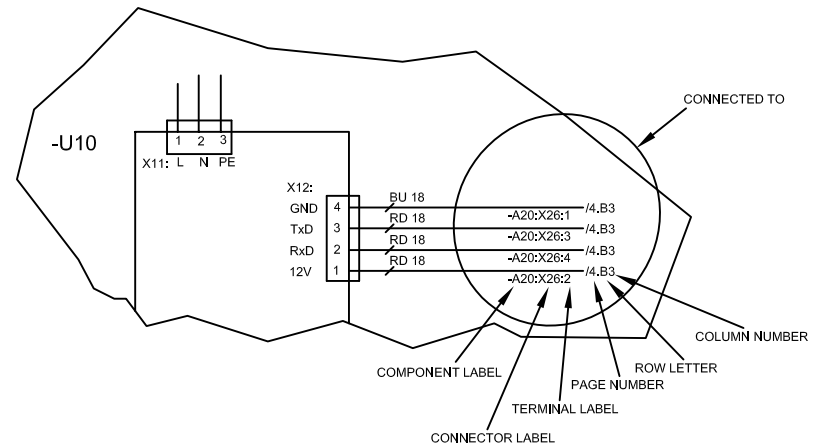 CONNECTED TO
-U10
1 2 3
X11: L N PE
X12:
GND 4 BU 18 /4.B3
-A20:X26:1
TxD 3 RD 18 /4.B3
-A20:X26:3
RxD 2 RD 18 /4.B3
-A20:X26:4
12V 1 RD 18 /4.B3
-A20:X26:2
COLUMN NUMBER
ROW LETTER
COMPONENT LABEL
PAGE NUMBER
TERMINAL LABEL
CONNECTOR LABEL